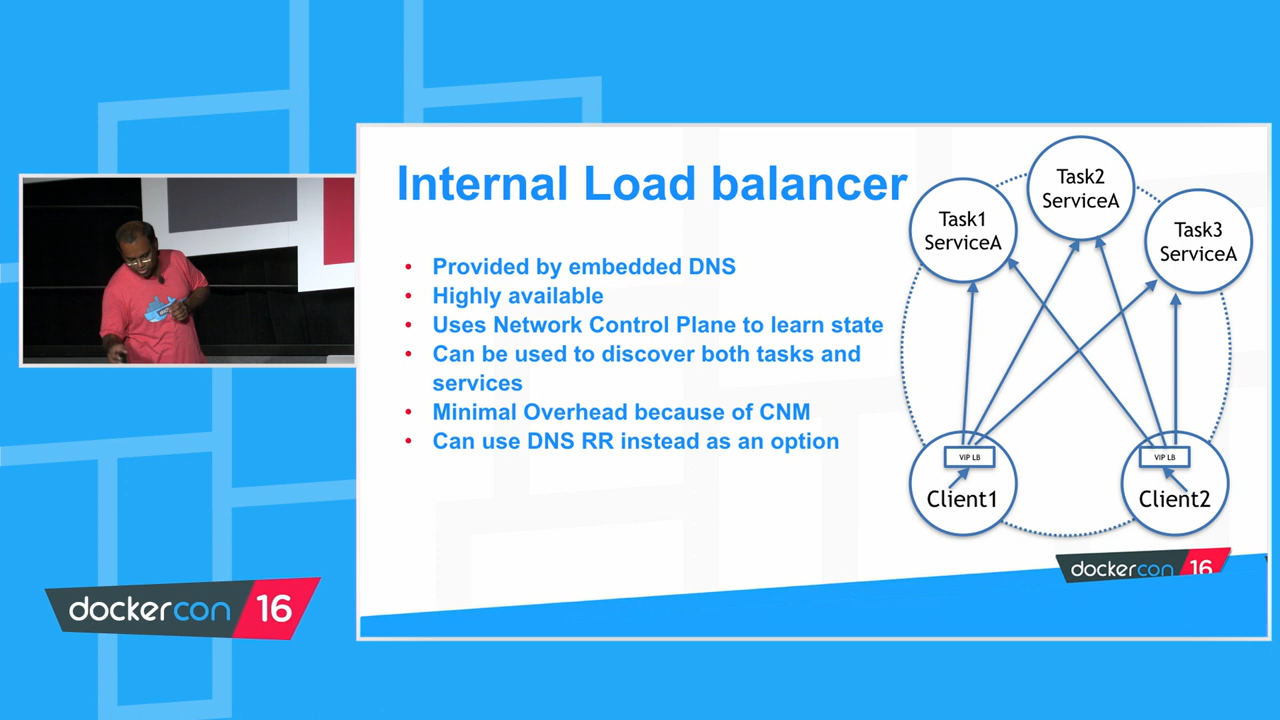 Internal Load balancer
• Provided by embedded DNS
• Highly available
• Uses Network Control Plane to learn state
• Can be used to discover both tasks and
services
• Minimal Overhead because of CNM
• Can use DNS RR instead as an option
Task1
ServiceA
Task2
ServiceA
Task3
ServiceA
VIP LB
Client1
VIP LB
Client2
dockercon 16
dockercon 16